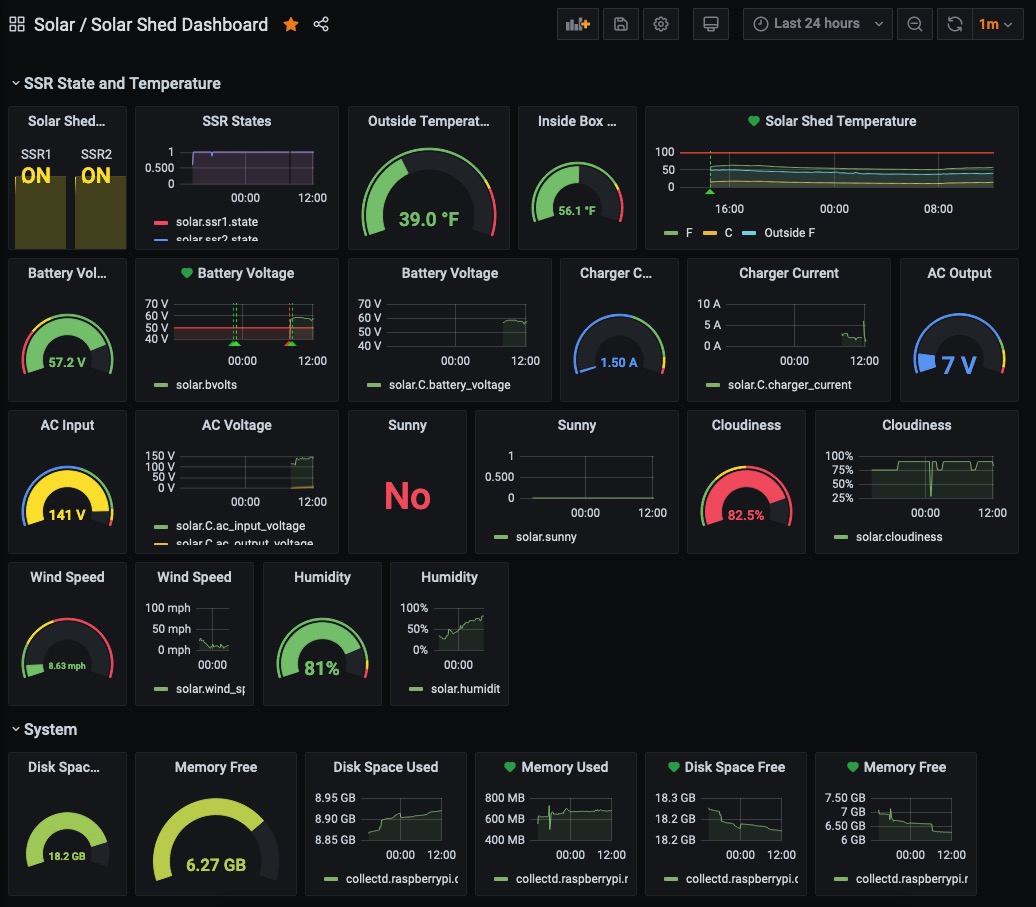 Solar / Solar Shed Dashboard
Last 24 hours
1m
SSR State and Temperature
Solar Shed...
SSR1
ON
SSR2
ON
SSR States
1
0.500
0
00:00
12:00
solar.ssr1.state
solar.ssr2.state
Outside Temperat...
39.0 °F
Inside Box ...
56.1 °F
Solar Shed Temperature
100
50
0
16:00
00:00
08:00
F
C
Outside F
Battery Vol...
57.2 V
Battery Voltage
70 V
60 V
50 V
40 V
00:00
12:00
solar.bvolts
Battery Voltage
70 V
60 V
50 V
40 V
00:00
12:00
solar.C.battery_voltage
Charger C...
1.50 A
Charger Current
10 A
5 A
0 A
00:00
12:00
solar.C.charger_current
AC Output
7 V
AC Input
141 V
AC Voltage
150 V
100 V
50 V
0 V
00:00
12:00
solar.C.ac_input_voltage
solar.C.ac_output_voltage
Sunny
No
Sunny
1
0.500
0
00:00
12:00
solar.sunny
Cloudiness
82.5%
Cloudiness
100%
75%
50%
25%
00:00
12:00
solar.cloudiness
Wind Speed
8.63 mph
Wind Speed
100 mph
50 mph
0 mph
00:00
solar.wind_sp
Humidity
81%
Humidity
100%
50%
0%
00:00
solar.humidit
System
Disk Spac...
18.2 GB
Memory Free
6.27 GB
Disk Space Used
8.95 GB
8.90 GB
8.85 GB
00:00
12:00
collectd.raspberrypi.c
Memory Used
800 MB
600 MB
400 MB
00:00
12:00
collectd.raspberrypi.r
Disk Space Free
18.3 GB
18.2 GB
18.2 GB
00:00
12:00
collectd.raspberrypi.c
Memory Free
7.50 GB
7 GB
6.50 GB
6 GB
00:00
12:00
collectd.raspberrypi.r